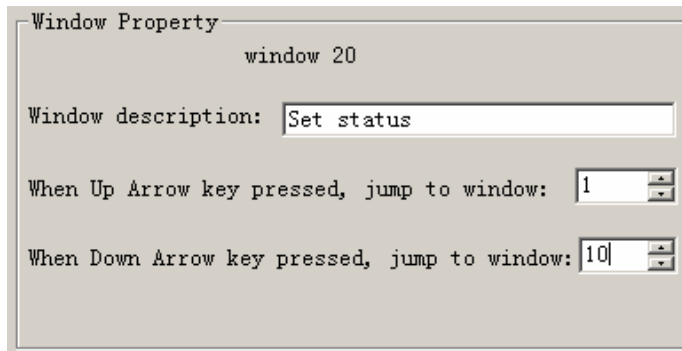 Window Property
window 20
Window description: Set status
When Up Arrow key pressed, jump to window: 1
When Down Arrow key pressed, jump to window: 10